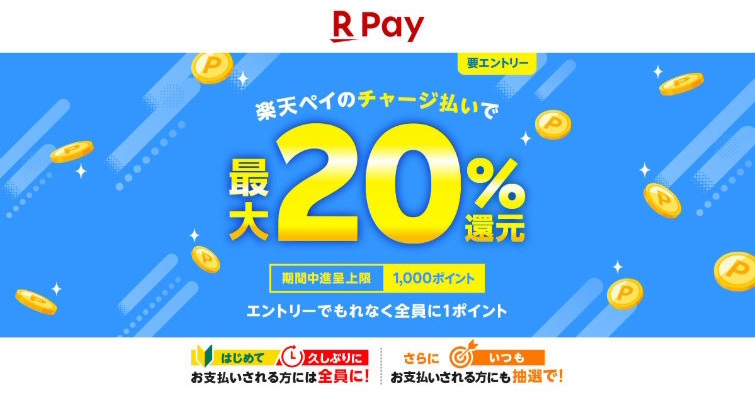 R Pay
要エントリー
楽天ペイのチャージ払いで
最大20%還元
期間中進呈上限 1,000ポイント
エントリーでもれなく全員に1ポイント
はじめて 久しぶりに
お支払いされる方には全員に!
さらに いつも
お支払いされる方にも抽選で!